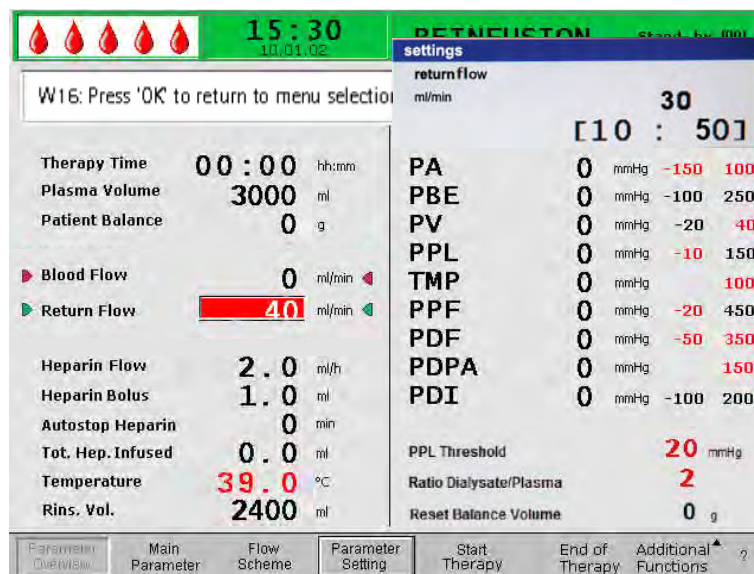 15:30
10.01.02
REINFUSION
settings
return flow
ml/min 30
[10 : 50]
W16: Press 'OK' to return to menu selection
Therapy Time 00:00 hh:mm
Plasma Volume 3000 ml
Patient Balance 0 g
Blood Flow 0 ml/min
Return Flow 40 ml/min
Heparin Flow 2.0 ml/h
Heparin Bolus 1.0 ml
Autostop Heparin 0 min
Tot. Hep. Infused 0.0 ml
Temperature 39.0 °C
Rins. Vol. 2400 ml
PA 0 mmHg -150 100
PBE 0 mmHg -100 250
PV 0 mmHg -20 40
PPL 0 mmHg -10 150
TMP 0 mmHg 100
PPF 0 mmHg -20 450
PDF 0 mmHg -50 350
PDPA 0 mmHg 150
PDI 0 mmHg -100 200
PPL Threshold 20 mmHg
Ratio Dialysate/Plasma 2
Reset Balance Volume 0 g
Parameter Overview
Main Parameter
Flow Scheme
Parameter Setting
Start Therapy
End of Therapy
Additional Functions
?